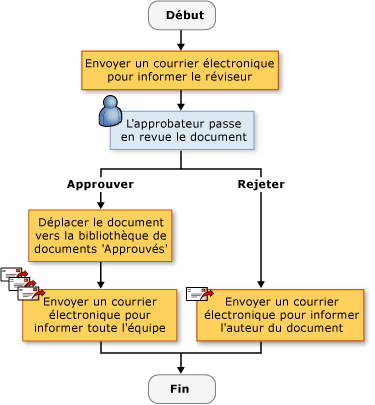 Début
Envoyer un courrier électronique
pour informer le réviseur
L'approbateur passe
en revue le document
Approuver
Rejeter
Déplacer le document
vers la bibliothèque de
documents 'Approuvés'
Envoyer un courrier
électronique pour
informer toute l'équipe
Envoyer un courrier
électronique pour informer
l'auteur du document
Fin